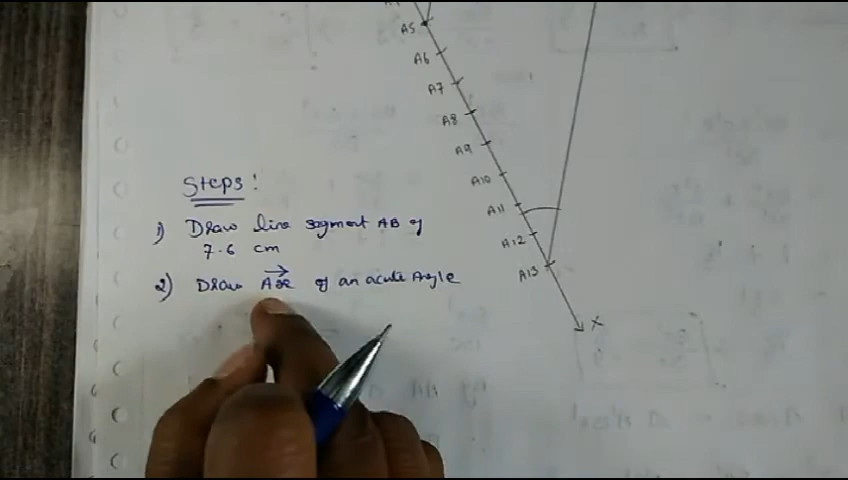 A5
A6
A7
A8
A9
A10
A11
A12
A13
X
Steps:
1) Draw line segment AB of
7.6 cm
2) Draw Ax of an acute Angle